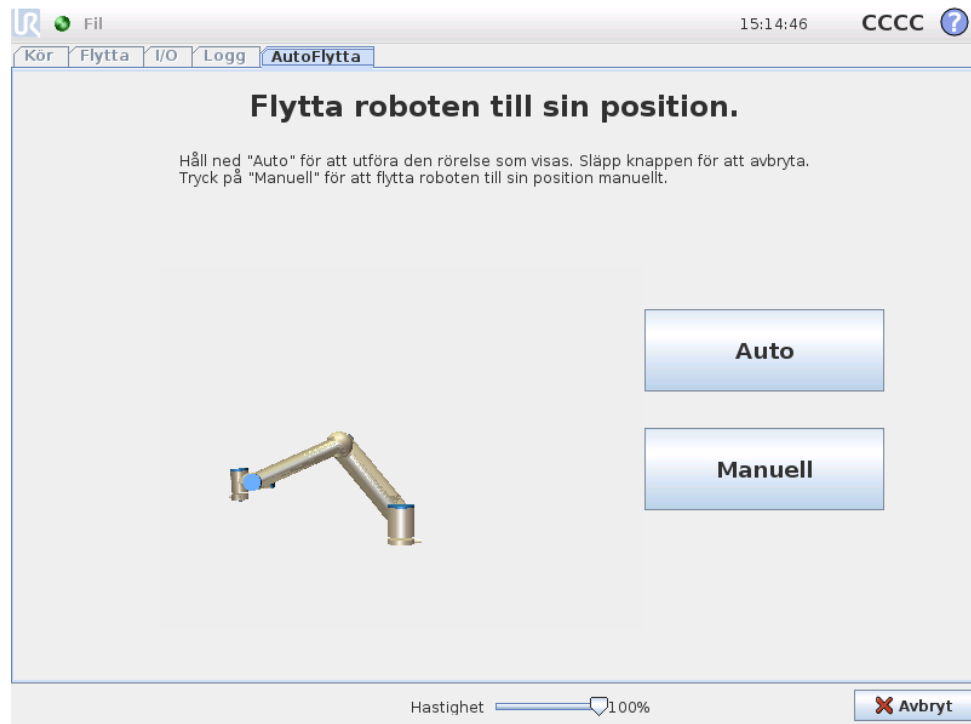 UR Fil 15:14:46 CCCC ?
Kör Flytta I/O Logg AutoFlytta
Flytta roboten till sin position.
Håll ned "Auto" för att utföra den rörelse som visas. Släpp knappen för att avbryta.
Tryck på "Manuell" för att flytta roboten till sin position manuellt.
Auto
Manuell
Hastighet 100% Avbryt